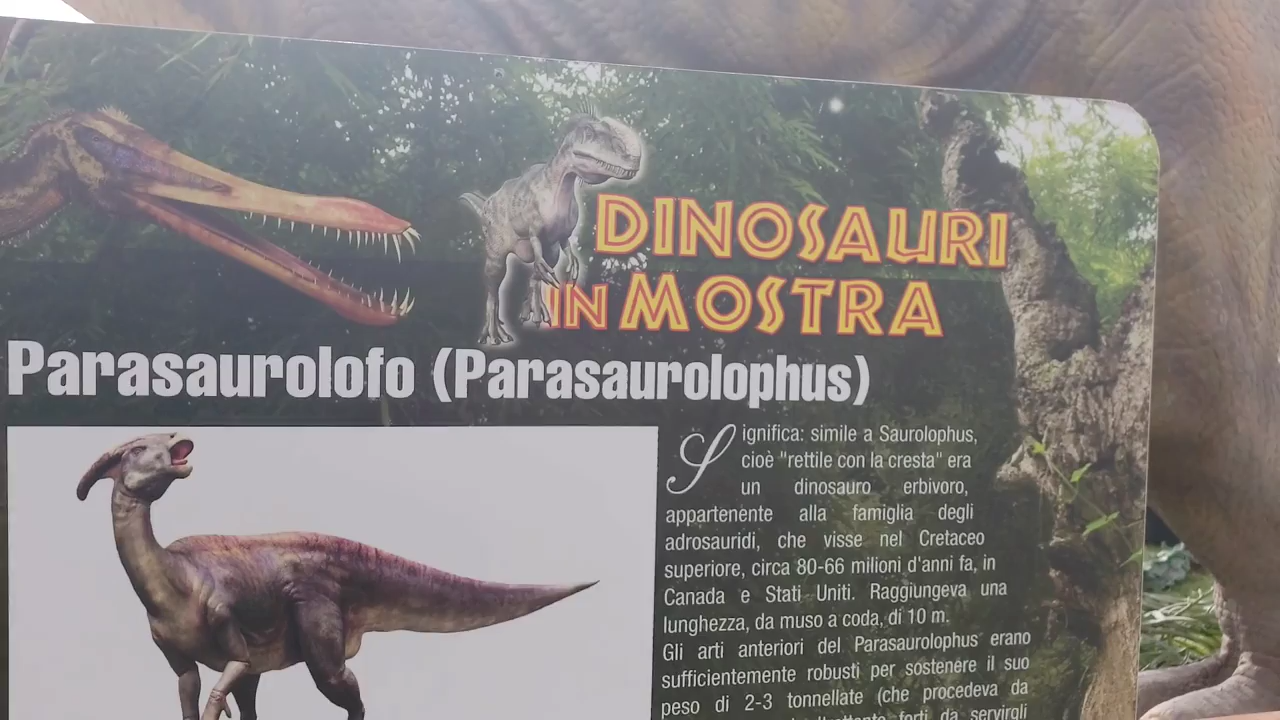 DINOSAURI
IN MOSTRA
Parasaurolofo (Parasaurolophus)
Significa: simile a Saurolophus,
cioè "rettile con la cresta" era
un dinosauro erbivoro,
appartenente alla famiglia degli
adrosauridi, che visse nel Cretaceo
superiore, circa 80-66 milioni d'anni fa, in
Canada e Stati Uniti. Raggiungeva una
lunghezza, da muso a coda, di 10 m.
Gli arti anteriori del Parasaurolophus erano
sufficientemente robusti per sostenere il suo
peso di 2-3 tonnellate (che procedeva da
forti da servirgli